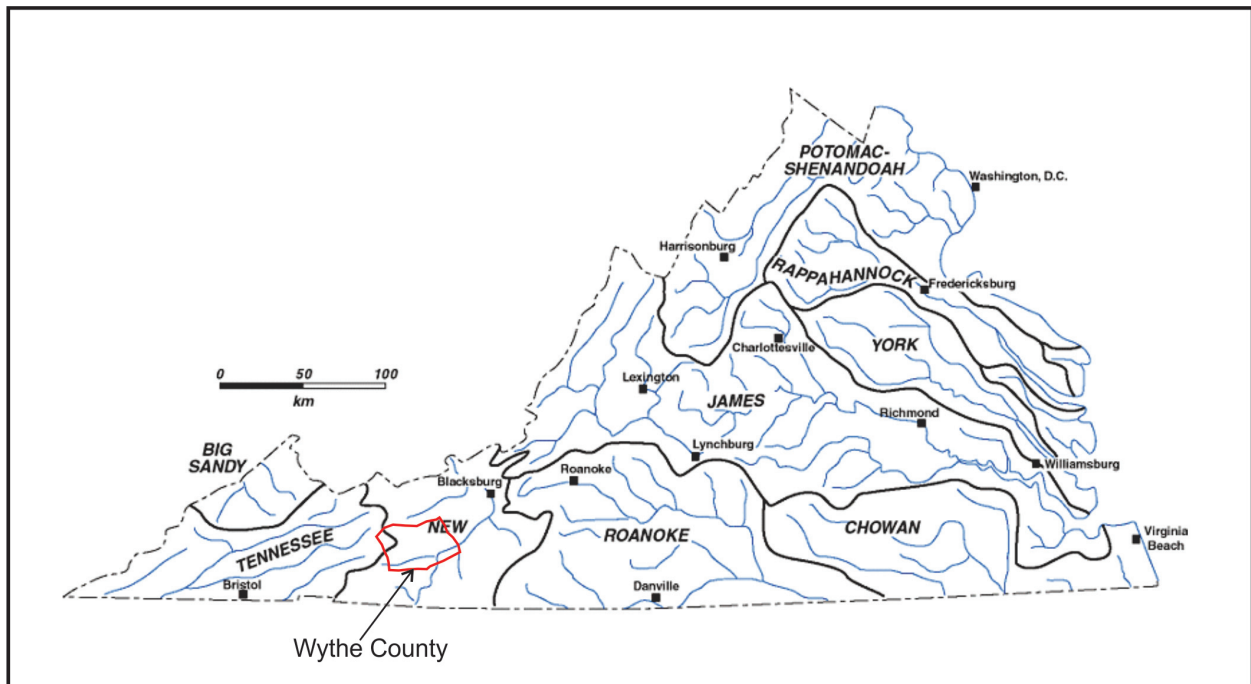 POTOMAC-
SHENANDOAH
Washington, D.C.
Harrisonburg
RAPPAHANNOCK
Fredericksburg
Charlottesville
YORK
Lexington
0 50 100
km
JAMES
Richmond
BIG
SANDY
Lynchburg
Williamsburg
Roanoke
Blacksburg
NEW
ROANOKE
CHOWAN
Virginia
Beach
TENNESSEE
Bristol
Danville
Wythe County